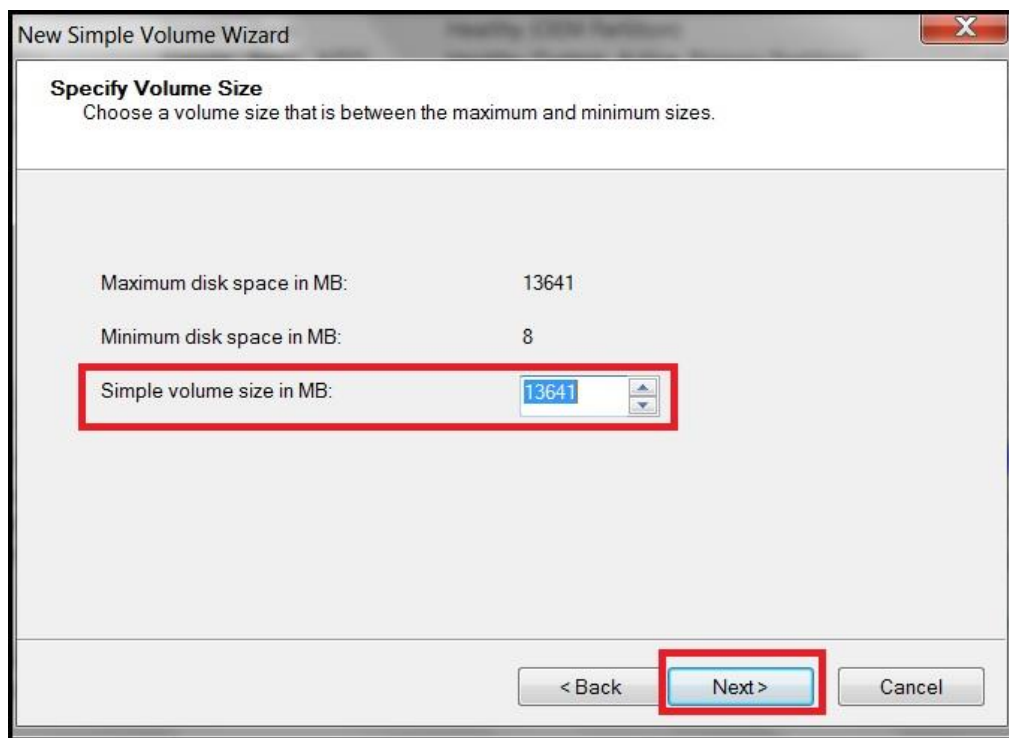 New Simple Volume Wizard
Specify Volume Size
Choose a volume size that is between the maximum and minimum sizes.
Maximum disk space in MB: 13641
Minimum disk space in MB: 8
Simple volume size in MB: 13641
< Back Next > Cancel